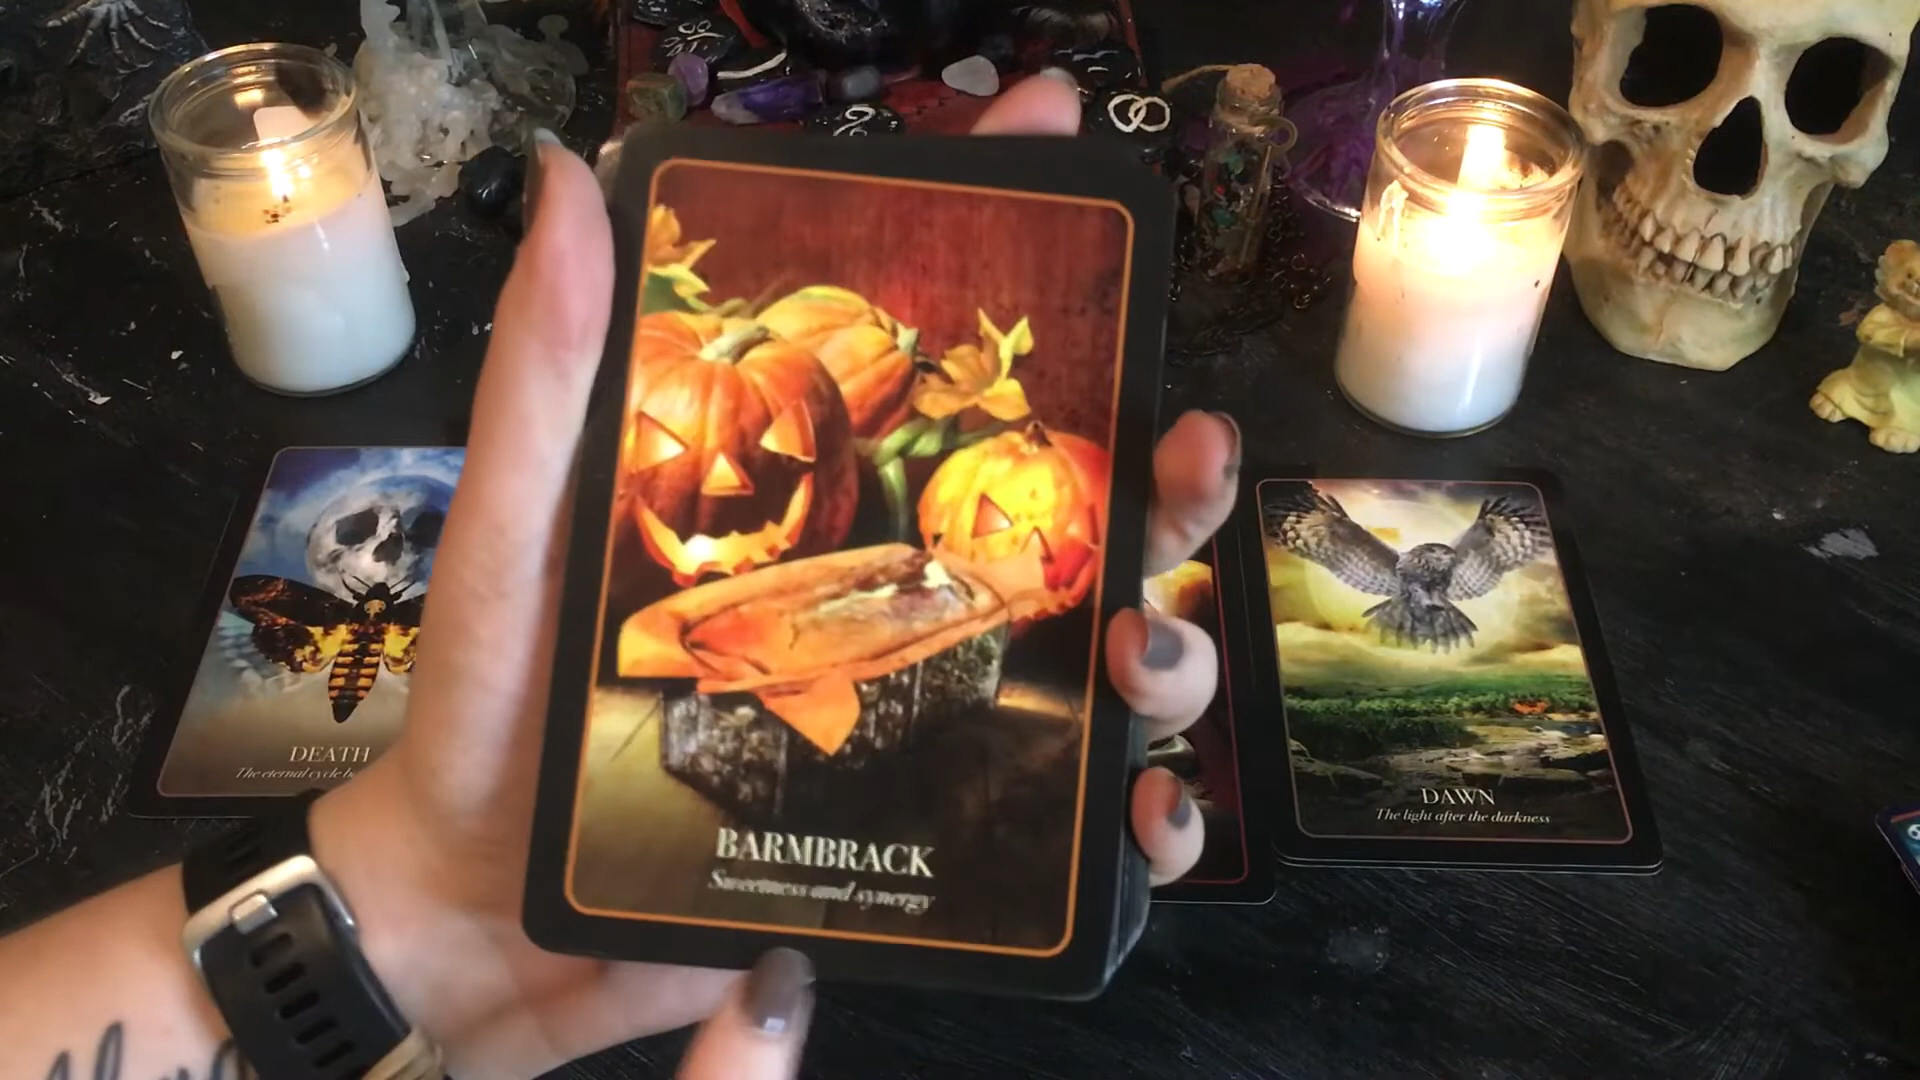 BARMBRACK
Sweetness and synergy
DEATH
The eternal cycle
DAWN
The light after the darkness